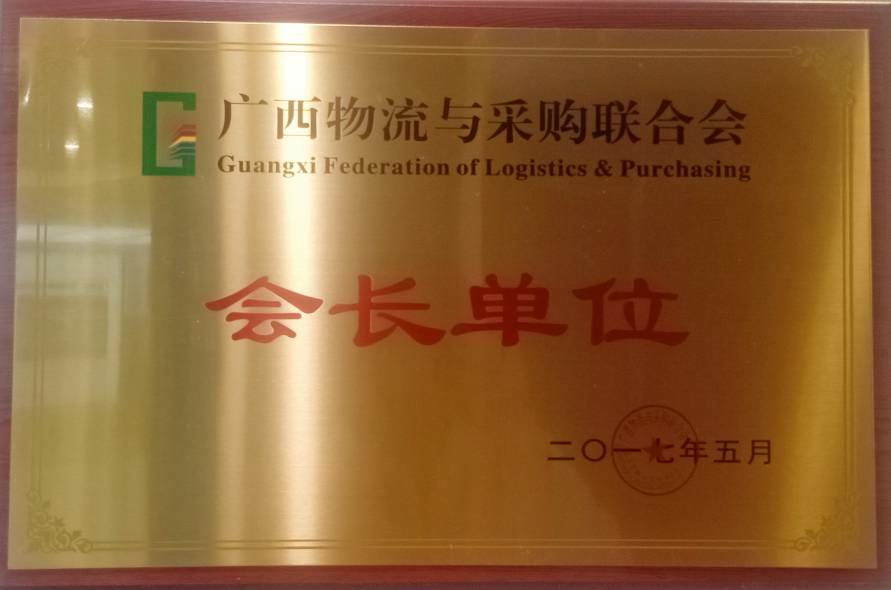 广西物流与采购联合会
Guangxi Federation of Logistics & Purchasing
会长单位
二〇一七年五月